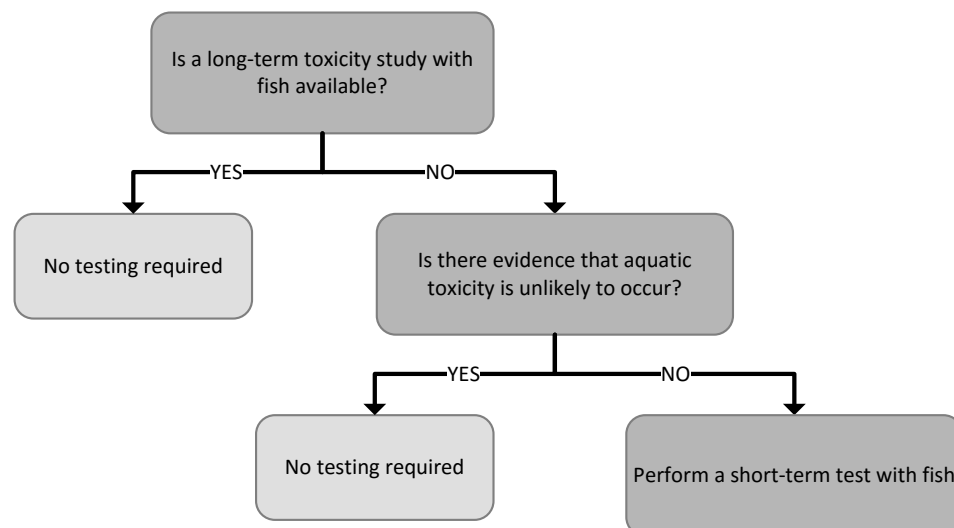 Is a long-term toxicity study with
fish available?
YES
NO
No testing required
Is there evidence that aquatic
toxicity is unlikely to occur?
YES
NO
No testing required
Perform a short-term test with fish